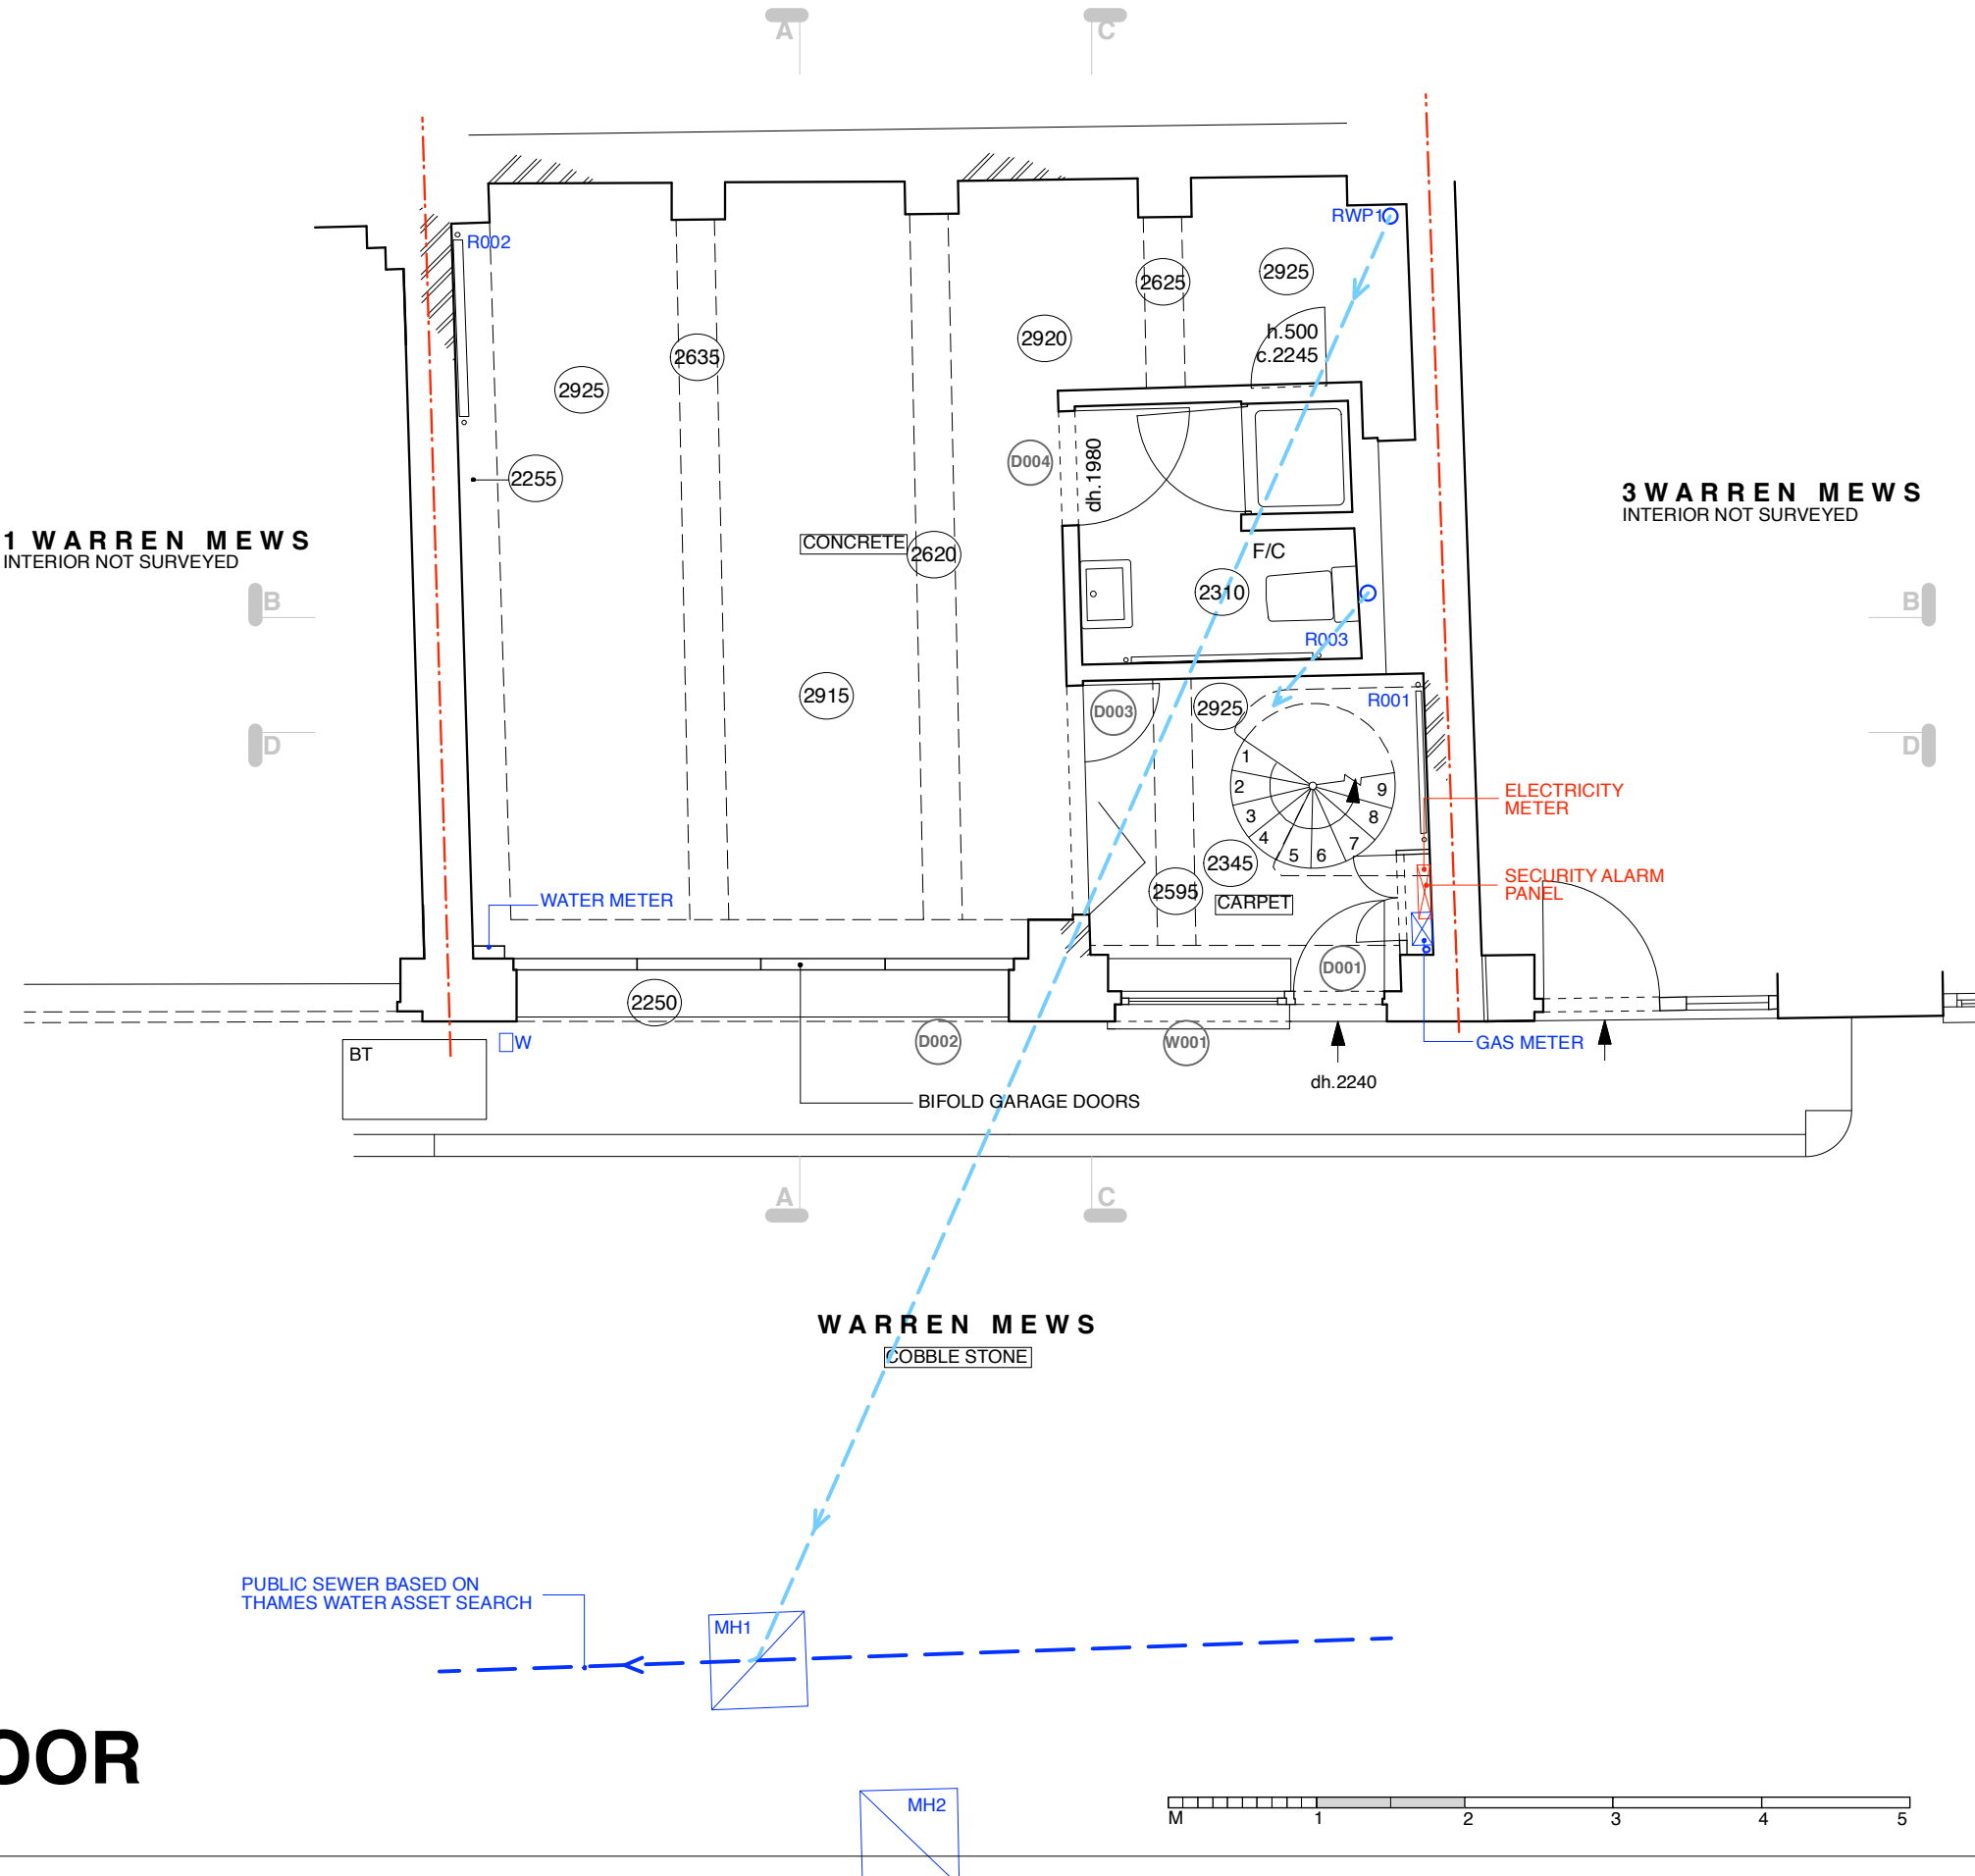 A
C
RWP1
R002
2925
2625
h.500
c.2245
2920
2635
2925
D004
dh.1980
2255
3 WARREN MEWS
INTERIOR NOT SURVEYED
1 WARREN MEWS
INTERIOR NOT SURVEYED
CONCRETE
2620
F/C
2310
B
B
R003
2915
D003
2925
R001
D
D
1
2
3
4
5
6
7
8
9
ELECTRICITY
METER
2345
2595
CARPET
SECURITY ALARM
PANEL
WATER METER
D001
2250
W
D002
W001
GAS METER
BT
dh.2240
BIFOLD GARAGE DOORS
A
C
WARREN MEWS
COBBLE STONE
PUBLIC SEWER BASED ON
THAMES WATER ASSET SEARCH
MH1
OOR
MH2
M 1 2 3 4 5